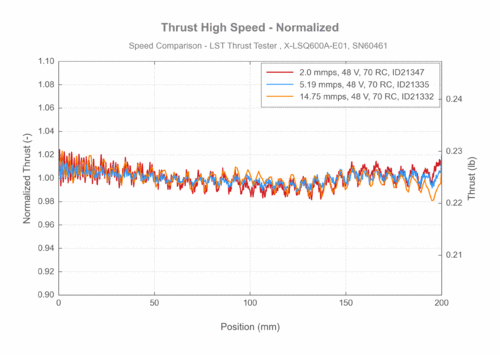 Thrust High Speed - Normalized
Speed Comparison - LST Thrust Tester , X-LSQ600A-E01, SN60461
2.0 mmps, 48 V, 70 RC, ID21347
5.19 mmps, 48 V, 70 RC, ID21335
14.75 mmps, 48 V, 70 RC, ID21332
Normalized Thrust (-)
1.10
1.08
1.06
1.04
1.02
1.00
0.98
0.96
0.94
0.92
0.90
0.24
0.23
0.22
0.21
Thrust (lb)
0 50 100 150 200
Position (mm)